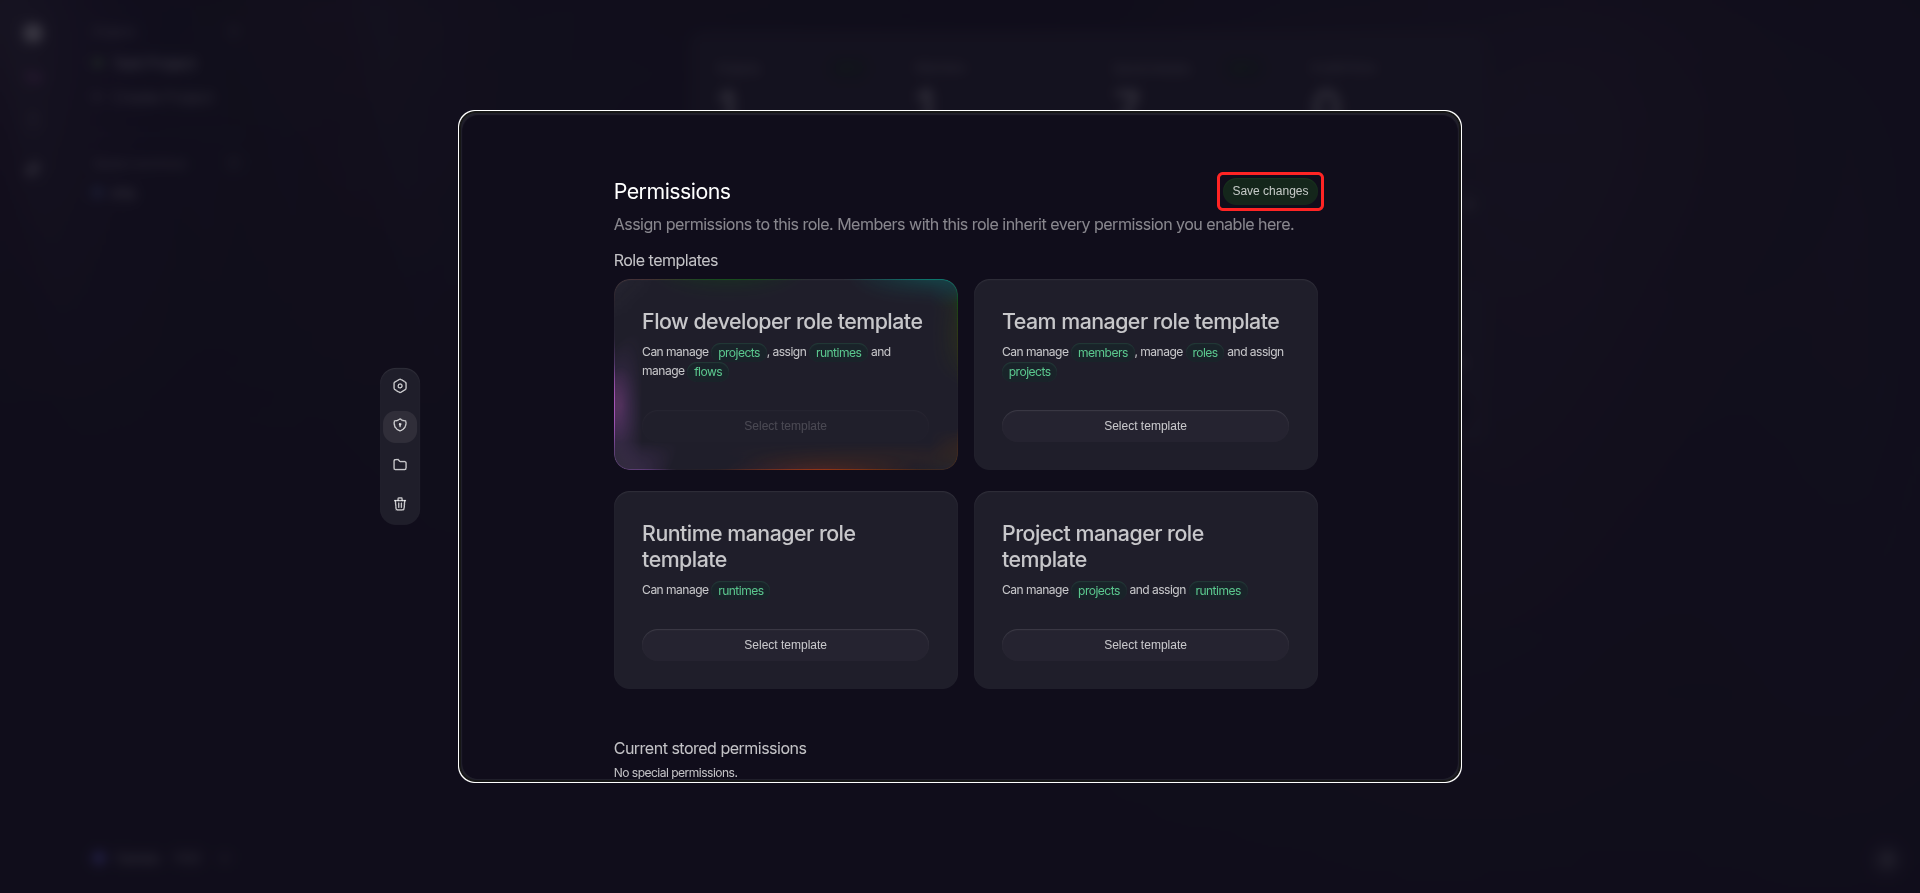 Permissions
Save changes
Assign permissions to this role. Members with this role inherit every permission you enable here.
Role templates
Flow developer role template
Can manage projects , assign runtimes and
manage flows
Select template
Team manager role template
Can manage members , manage roles and assign
projects
Select template
Runtime manager role
template
Can manage runtimes
Select template
Project manager role
template
Can manage projects and assign runtimes
Select template
Current stored permissions
No special permissions.